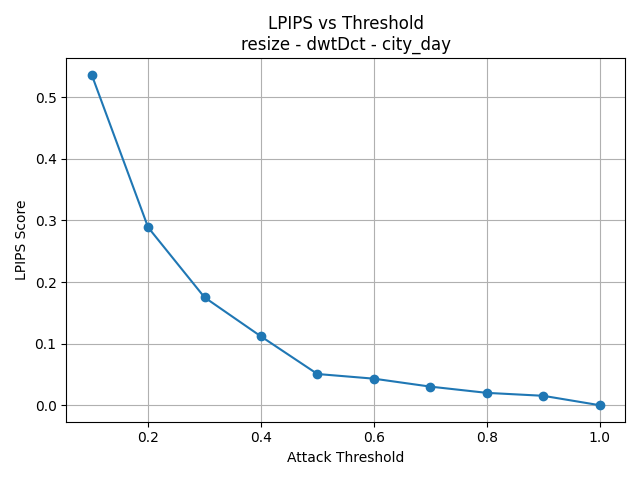 LPIPS vs Threshold
resize - dwtDct - city_day
LPIPS Score
0.5
0.4
0.3
0.2
0.1
0.0
0.2
0.4
0.6
0.8
1.0
Attack Threshold